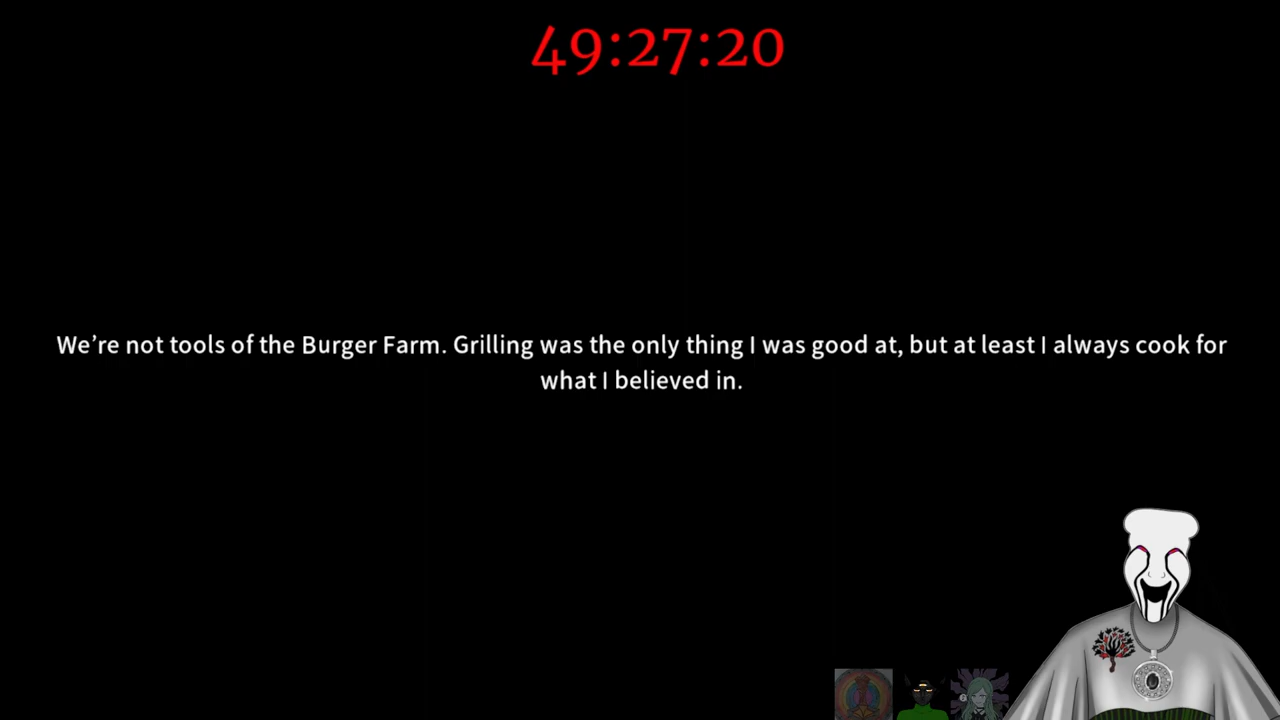 49:27:20
We’re not tools of the Burger Farm. Grilling was the only thing I was good at, but at least I always cook for
what I believed in.